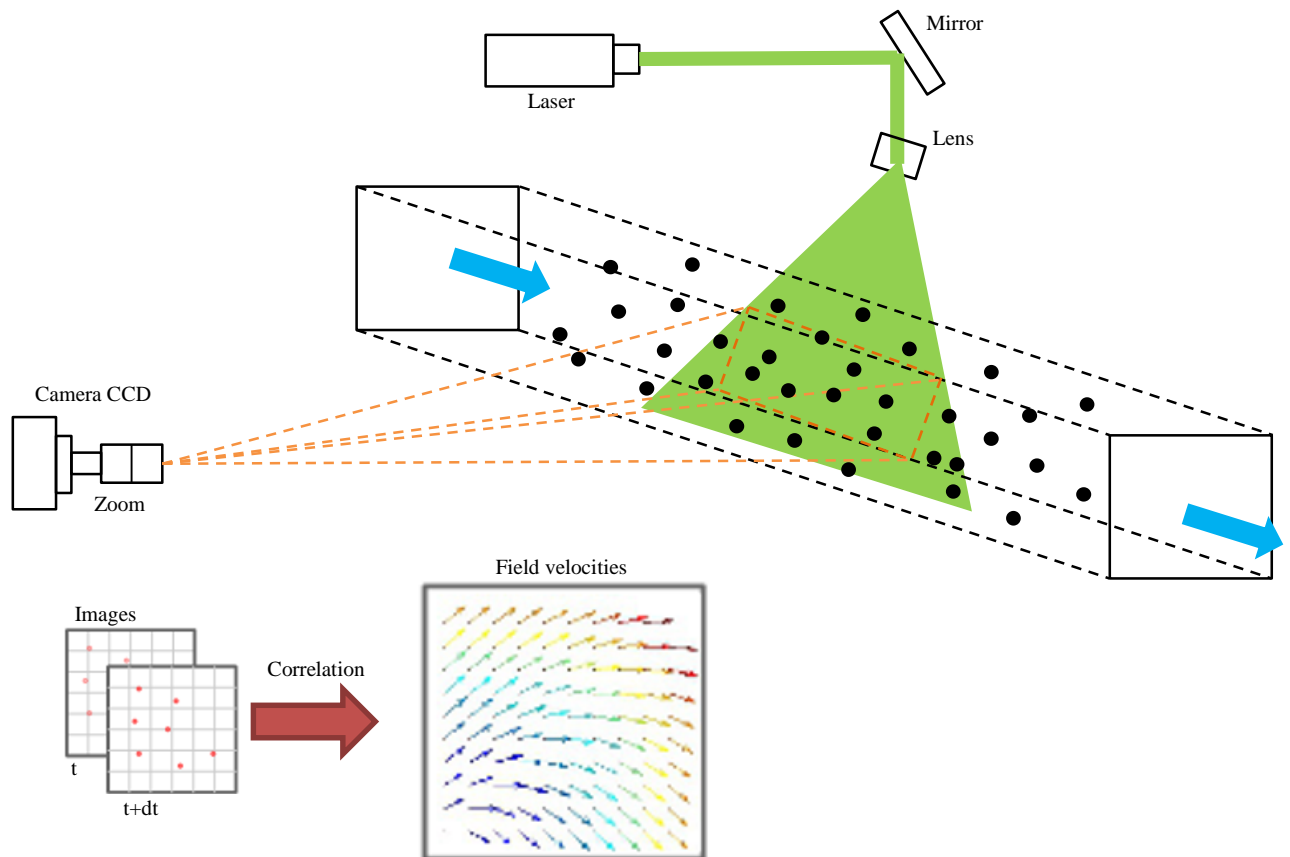 Mirror
Laser
Lens
Camera CCD
Zoom
Field velocities
Images
Correlation
t
t+dt